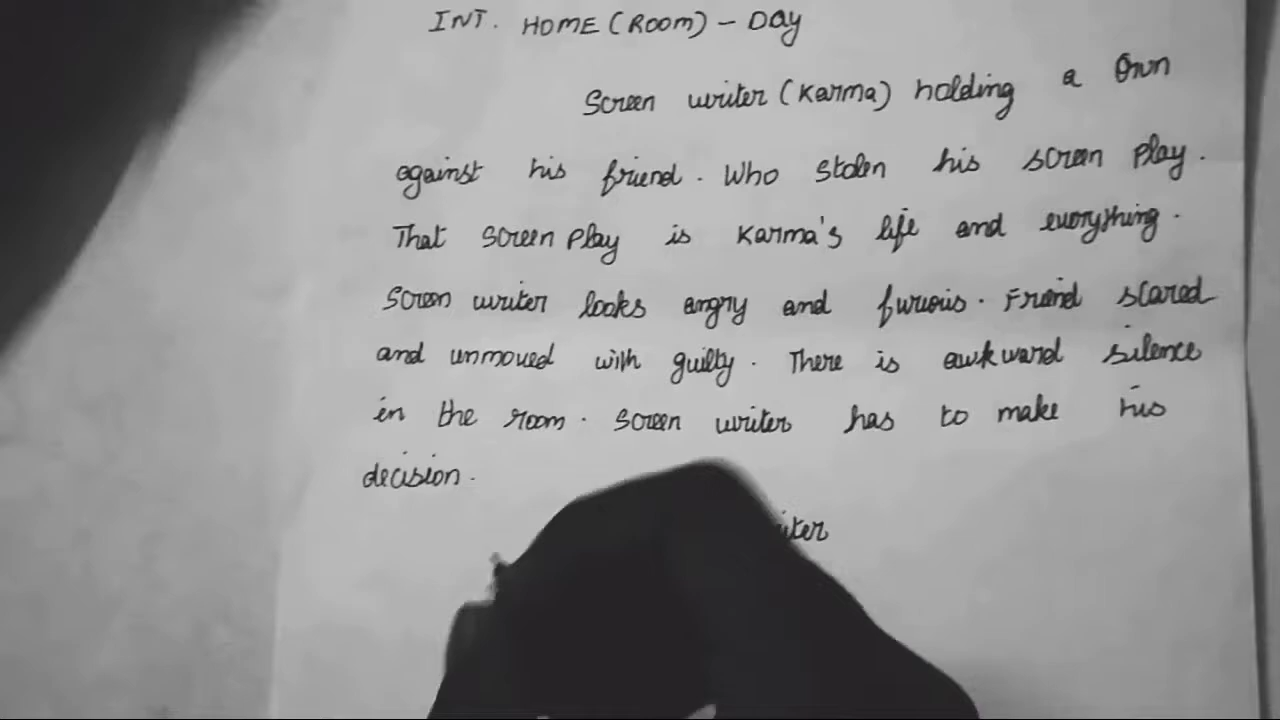 INT. HOME (ROOM) - DAY
Screen writer (Karma) holding a Gun
against his friend. Who stolen his screen play.
That screen play is Karma's life and everything.
Screen writer looks angry and furious. Friend scared
and unmoved with guilty. There is awkward silence
in the room. Screen writer has to make his
decision.